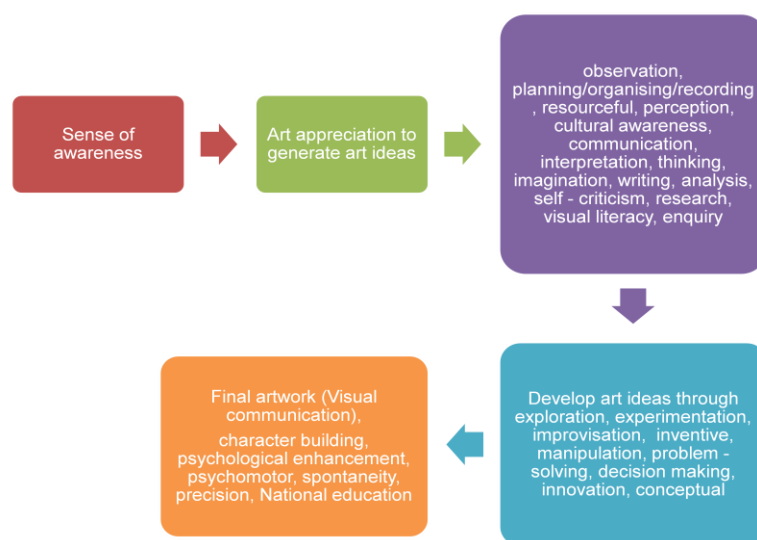 Sense of
awareness
Art appreciation to
generate art ideas
observation,
planning/organising/recording
, resourceful, perception,
cultural awareness,
communication,
interpretation, thinking,
imagination, writing, analysis,
self - criticism, research,
visual literacy, enquiry
Develop art ideas through
exploration, experimentation,
improvisation, inventive,
manipulation, problem -
solving, decision making,
innovation, conceptual
Final artwork (Visual
communication),
character building,
psychological enhancement,
psychomotor, spontaneity,
precision, National education